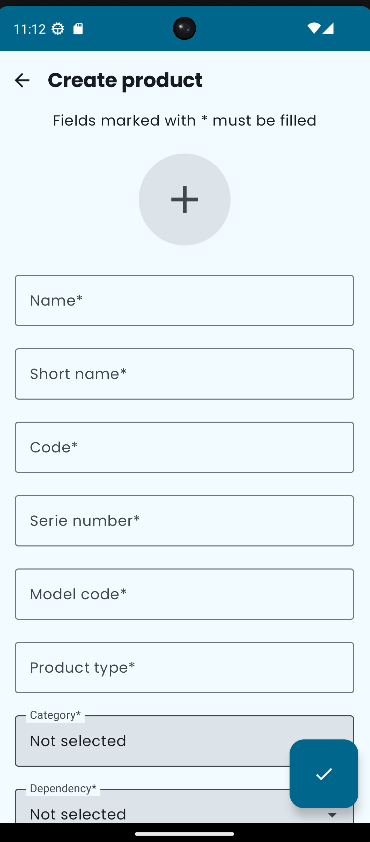 11:12
Create product
Fields marked with * must be filled
Name*
Short name*
Code*
Serie number*
Model code*
Product type*
Category*
Not selected
Dependency*
Not selected